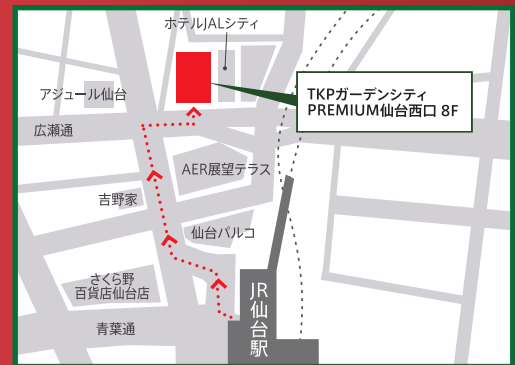 ホテルJALシティ
アジュール仙台
TKPガーデンシティ
PREMIUM仙台西口 8F
広瀬通
AER展望テラス
吉野家
仙台パルコ
さくら野
百貨店仙台店
JR仙台駅
青葉通